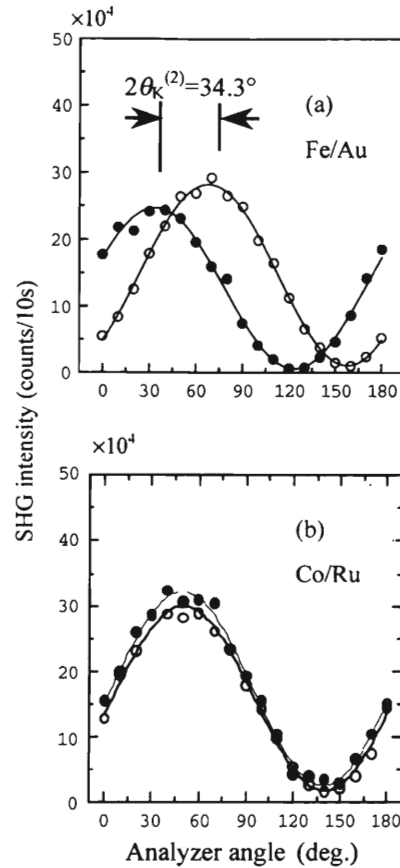 ×10⁴
50
40
30
20
10
0
2θK⁽²⁾=34.3°
(a)
Fe/Au
0 30 60 90 120 150 180
×10⁴
50
40
30
20
10
0
(b)
Co/Ru
0 30 60 90 120 150 180
SHG intensity (counts/10s)
Analyzer angle (deg.)